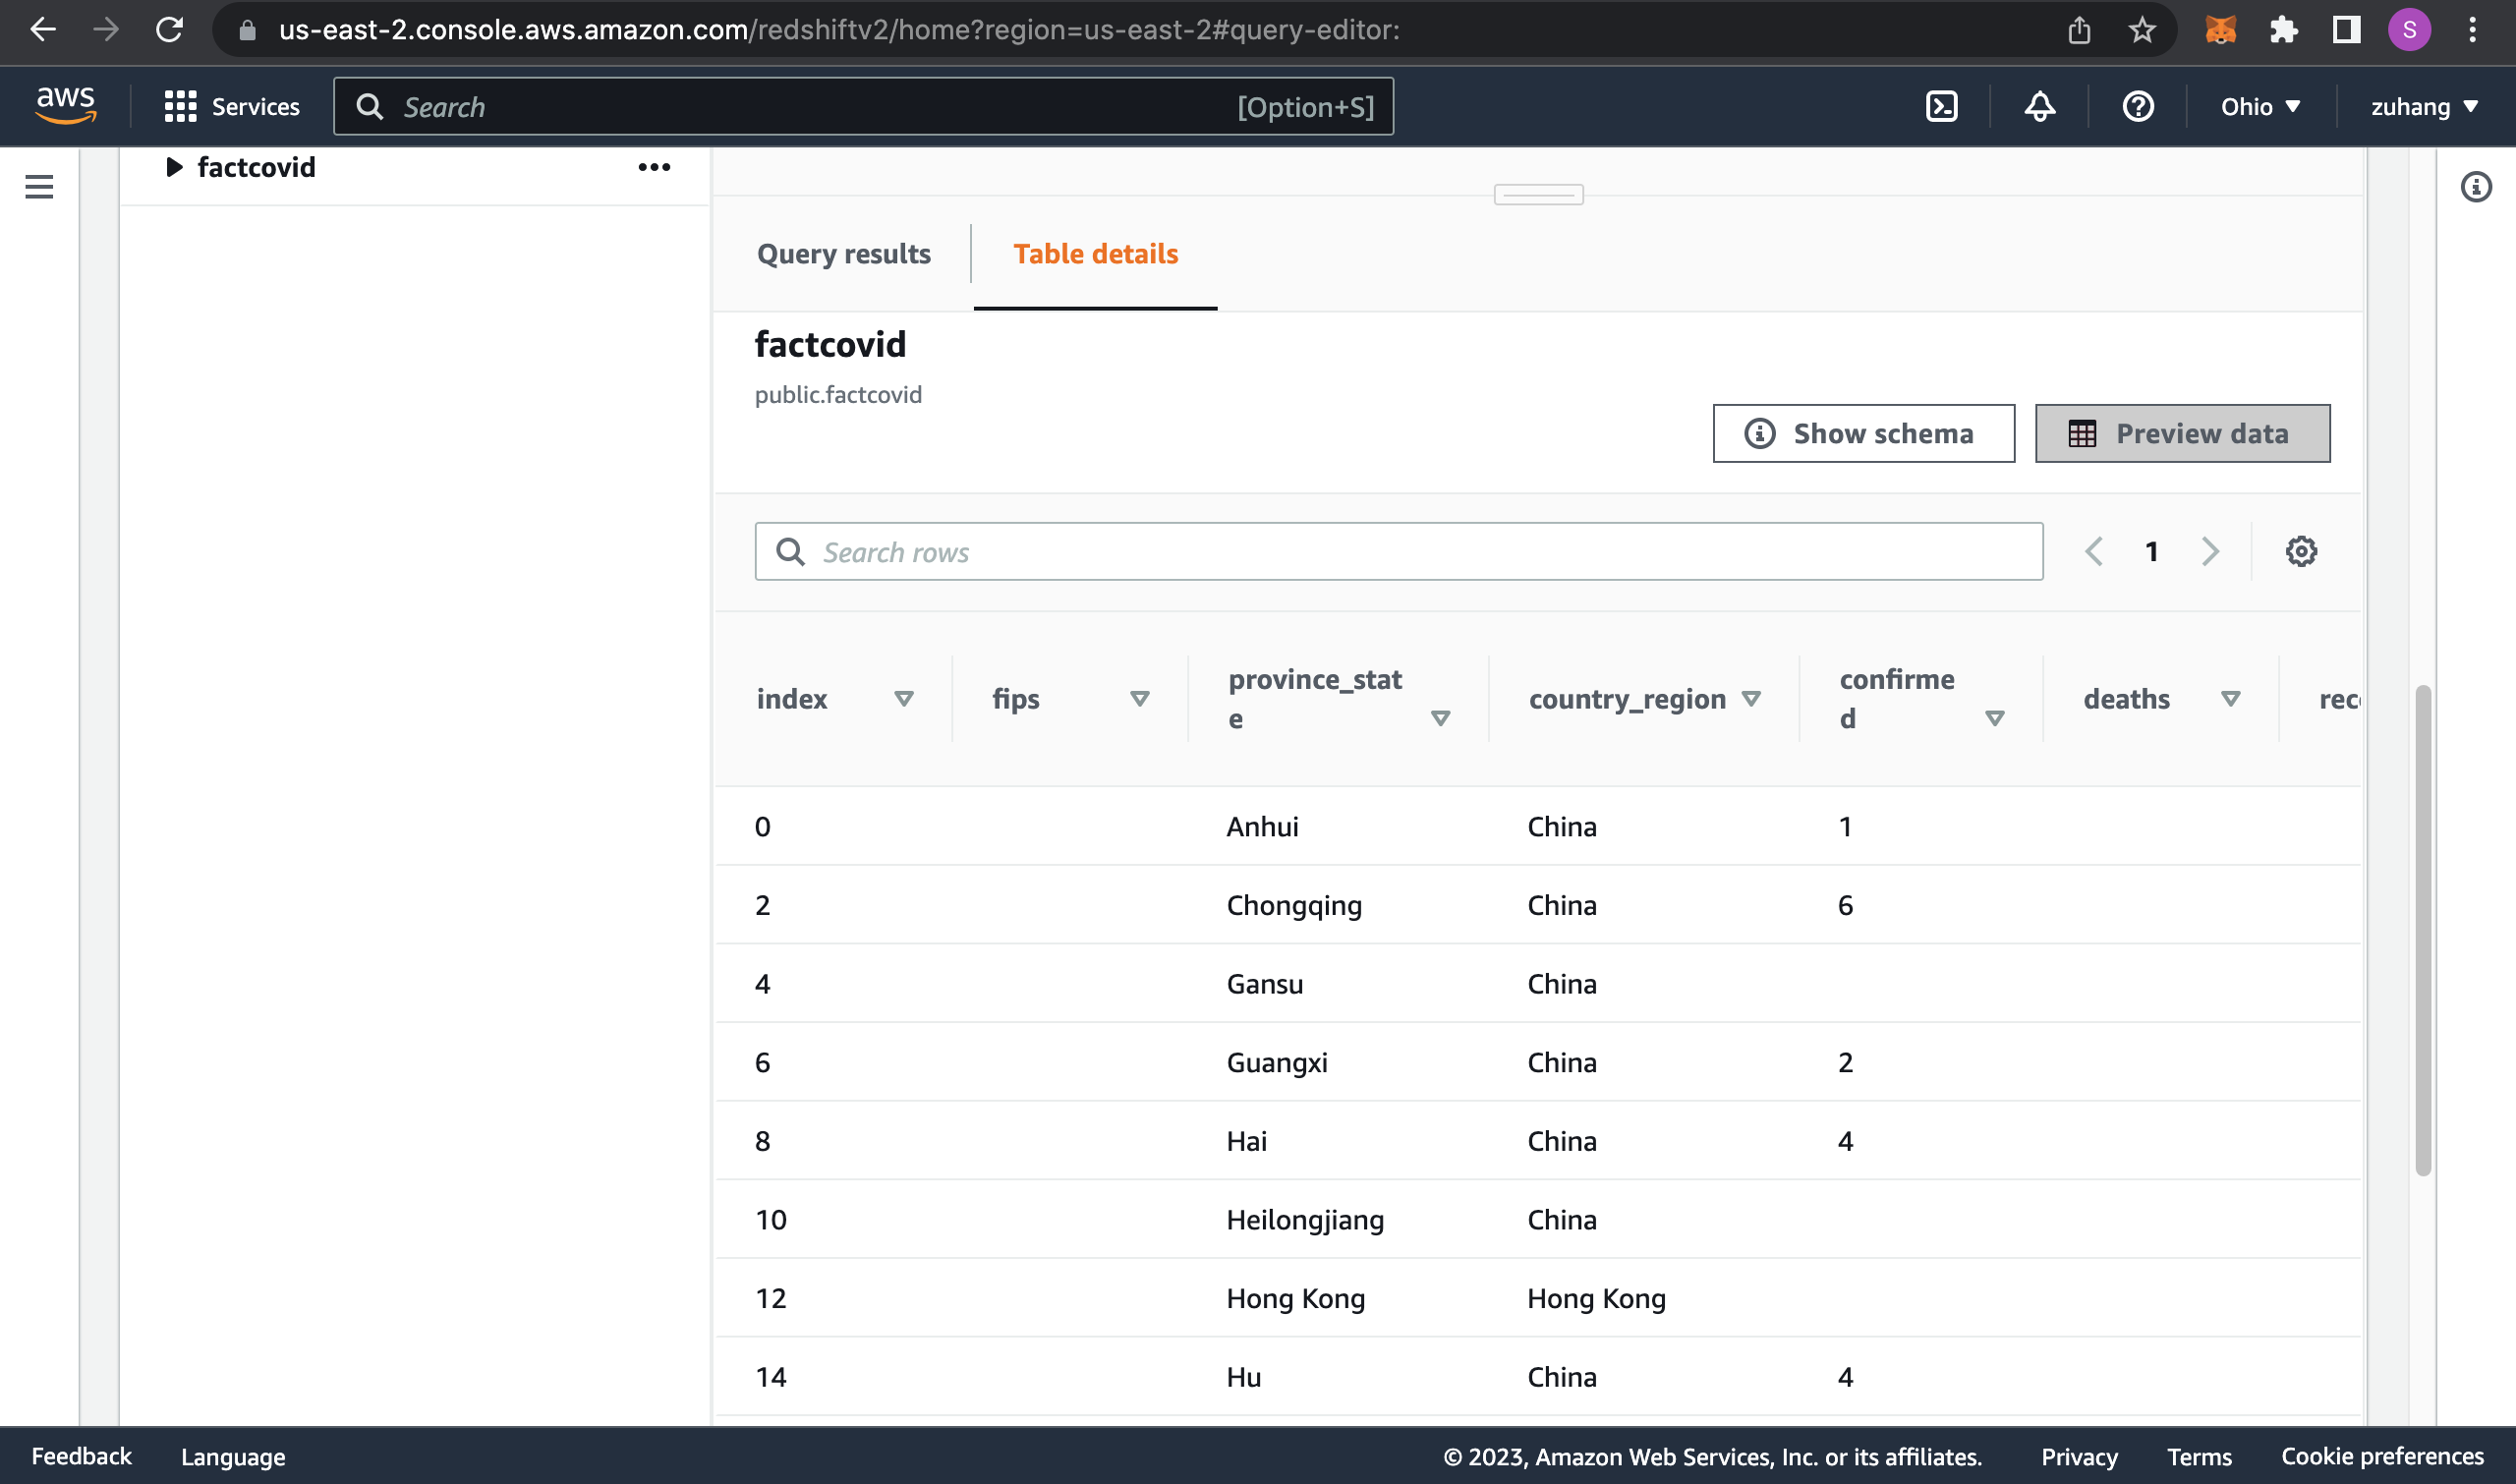 us-east-2.console.aws.amazon.com/redshiftv2/home?region=us-east-2#query-editor:
S
aws
Services
Search
[Option+S]
Ohio
zuhang
factcovid
Query results
Table details
factcovid
public.factcovid
Show schema
Preview data
Search rows
1
index fips province_stat
e country_region confirme
d deaths rec
0 Anhui China 1
2 Chongqing China 6
4 Gansu China
6 Guangxi China 2
8 Hai China 4
10 Heilongjiang China
12 Hong Kong Hong Kong
14 Hu China 4
Feedback Language © 2023, Amazon Web Services, Inc. or its affiliates. Privacy Terms Cookie preferences